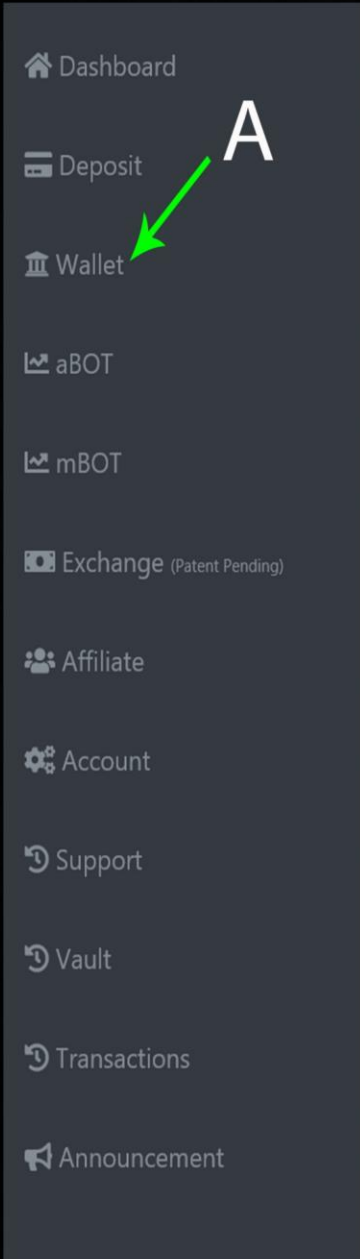 Dashboard
A
Deposit
Wallet
aBOT
mBOT
Exchange (Patent Pending)
Affiliate
Account
Support
Vault
Transactions
Announcement